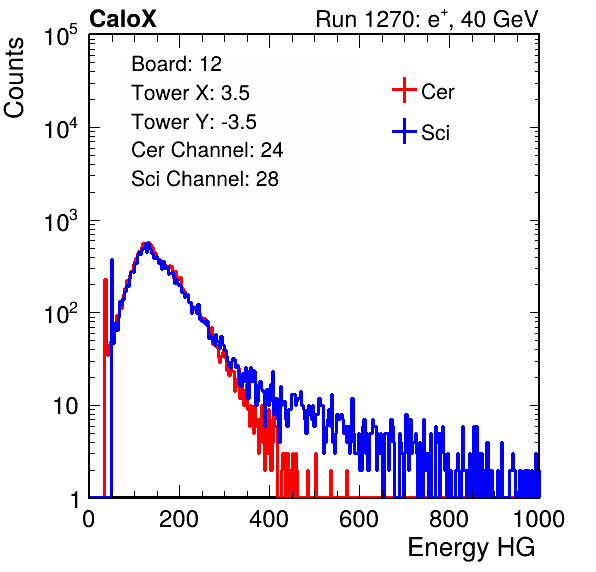 CaloX Run 1270: e⁺, 40 GeV
Counts
Board: 12
Tower X: 3.5
Tower Y: -3.5
Cer Channel: 24
Sci Channel: 28
Cer
Sci
10⁵
10⁴
10³
10²
10
1
0 200 400 600 800 1000
Energy HG